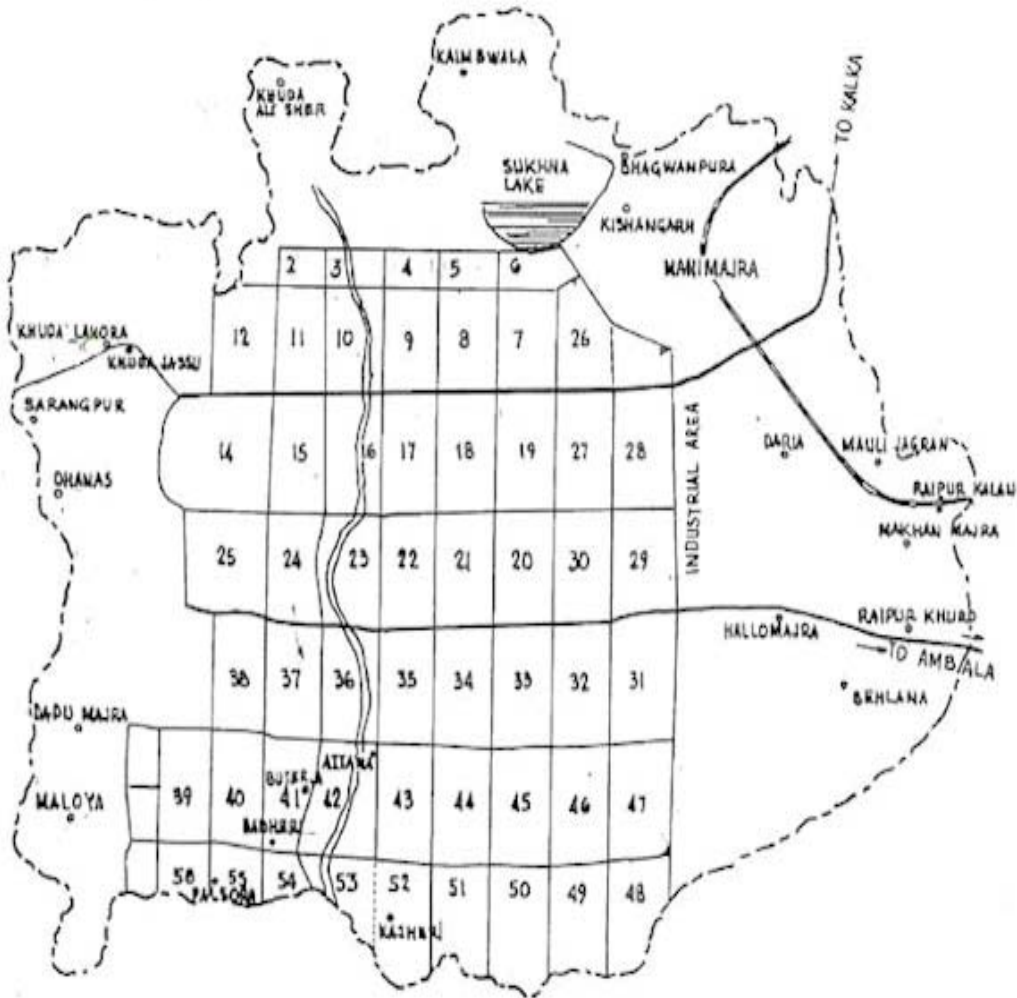 KAIMBWALA
KHUDA
ALI SHER
TO KALKA
SUKHNA
LAKE
BHAGWANPURA
KISHANGARH
MANIMAJRA
2 3 4 5 6
12 11 10 9 8 7 26
KHUDA LAHORA
KHUDA JASSU
SARANGPUR
DHANAS
14 15 16 17 18 19 27 28
INDUSTRIAL AREA
DARIA
MAULI JAGRAN
RAIPUR KALAN
MAKHAN MAJRA
25 24 23 22 21 20 30 29
HALLOMAJRA
RAIPUR KHURD
TO AMBALA
BEHLANA
38 37 36 35 34 33 32 31
DADU MAJRA
MALOYA
ATTAWA
BUTERLA
39 40 41 42 43 44 45 46 47
BADHERI
55 54 53 52 51 50 49 48
PALSORA
KAJHERI